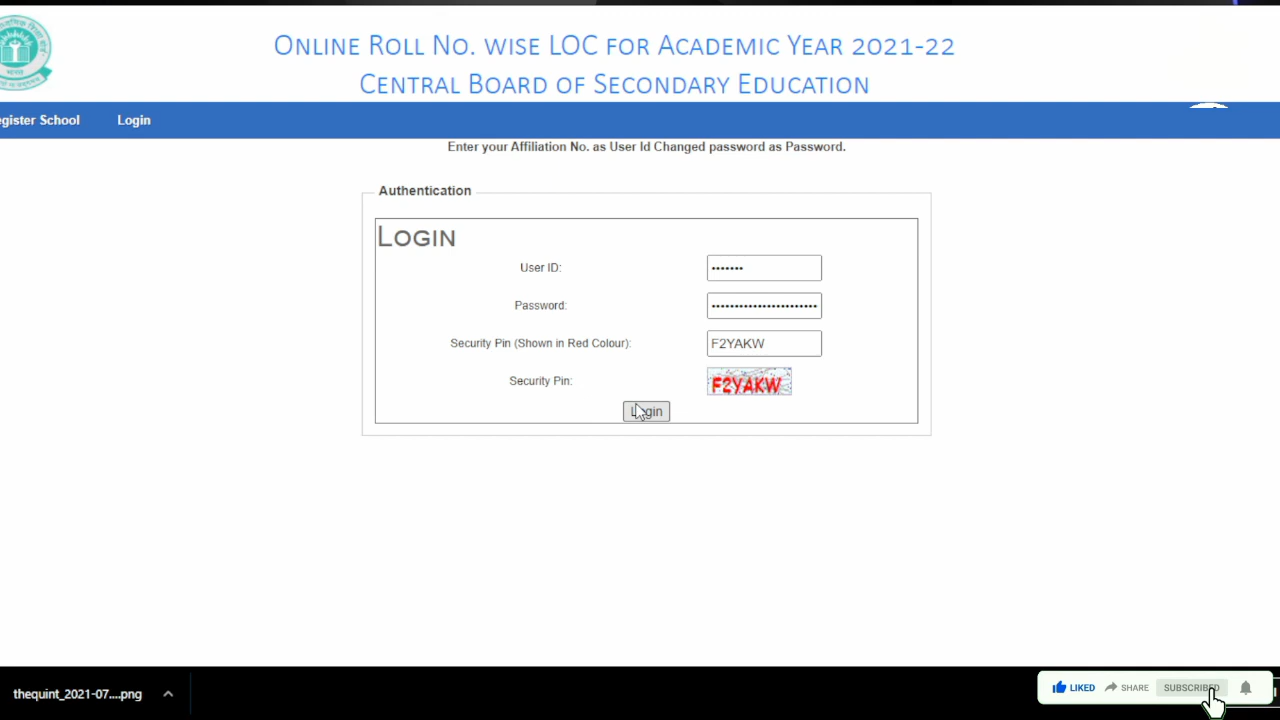 ONLINE ROLL NO. WISE LOC FOR ACADEMIC YEAR 2021-22
CENTRAL BOARD OF SECONDARY EDUCATION
egister School Login
Enter your Affiliation No. as User Id Changed password as Password.
Authentication
LOGIN
User ID: •••••••
Password: •••••••••••••••••••••••
Security Pin (Shown in Red Colour): F2YAKW
Security Pin: F2YAKW
Login
thequint_2021-07....png
LIKED SHARE SUBSCRIBED